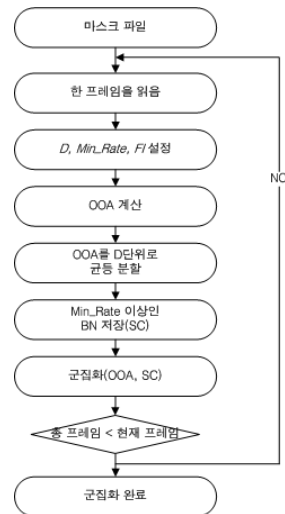 마스크 파일
한 프레임을 읽음
D, Min_Rate, FI 설정
OOA 계산
OOA를 D단위로
균등 분할
Min_Rate 이상인
BN 저장(SC)
군집화(OOA, SC)
총 프레임 < 현재 프레임
NO
군집화 완료